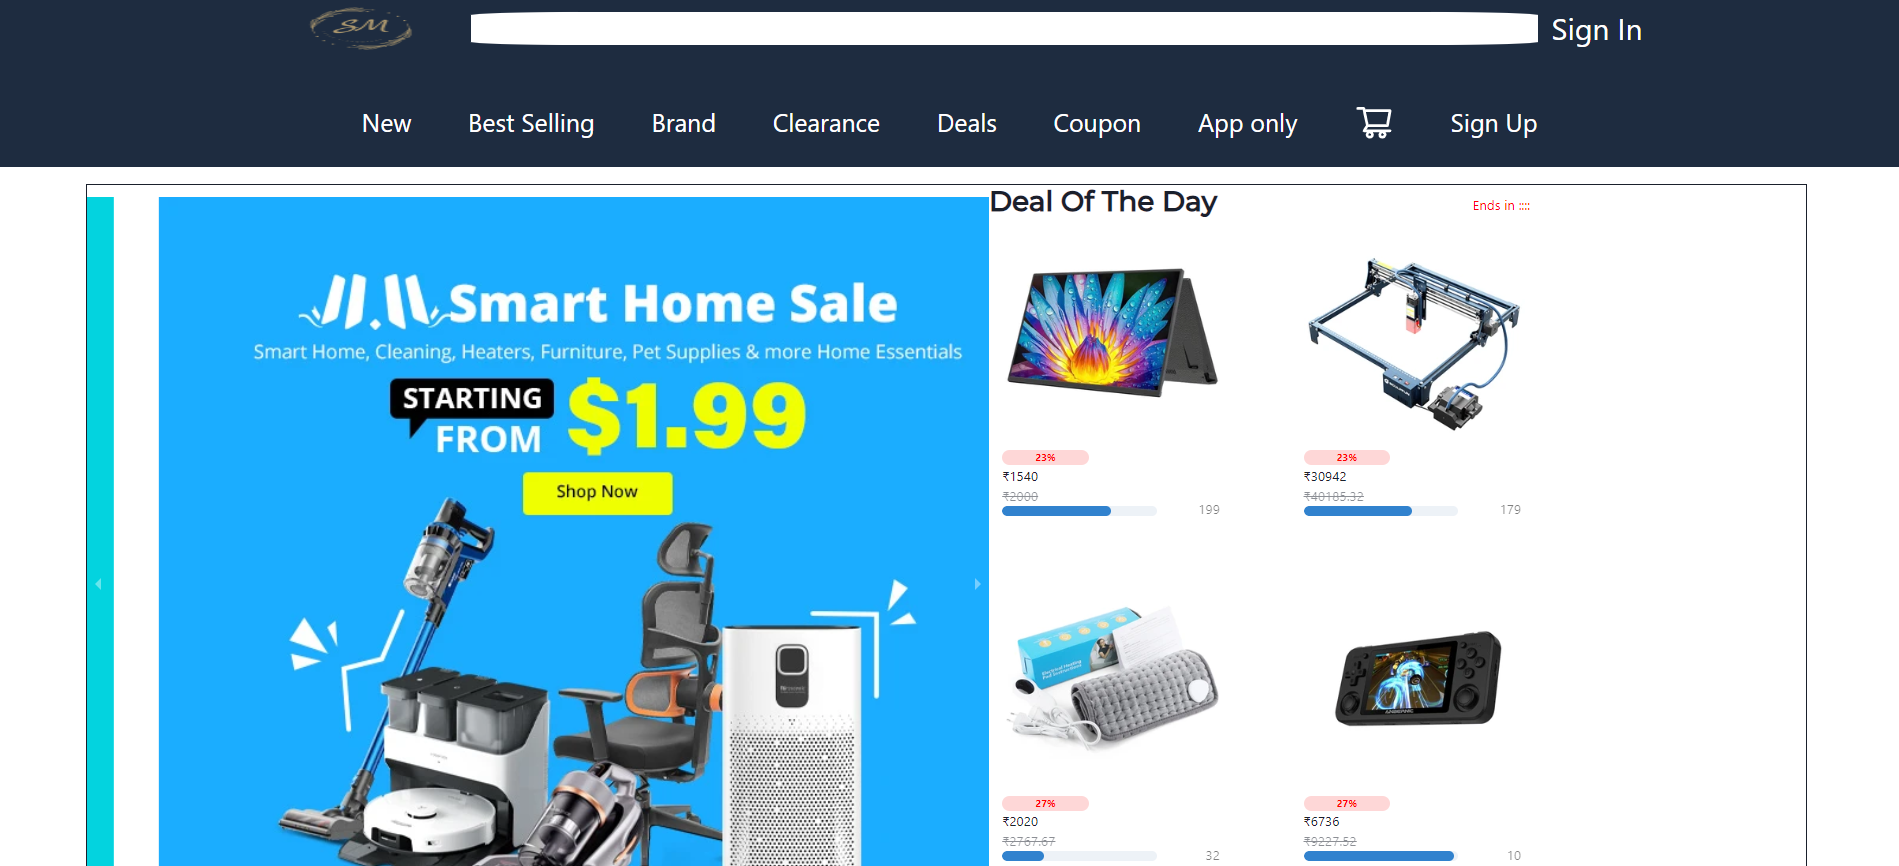 SM
Sign In
New Best Selling Brand Clearance Deals Coupon App only Sign Up
Smart Home Sale
Smart Home, Cleaning, Heaters, Furniture, Pet Supplies & more Home Essentials
STARTING
FROM
$1.99
Shop Now
Deal Of The Day
Ends in ::::
23%
₹1540
₹2000
199
23%
₹30942
₹40185.32
179
27%
₹2020
₹2767.67
32
27%
₹6736
₹9227.52
10